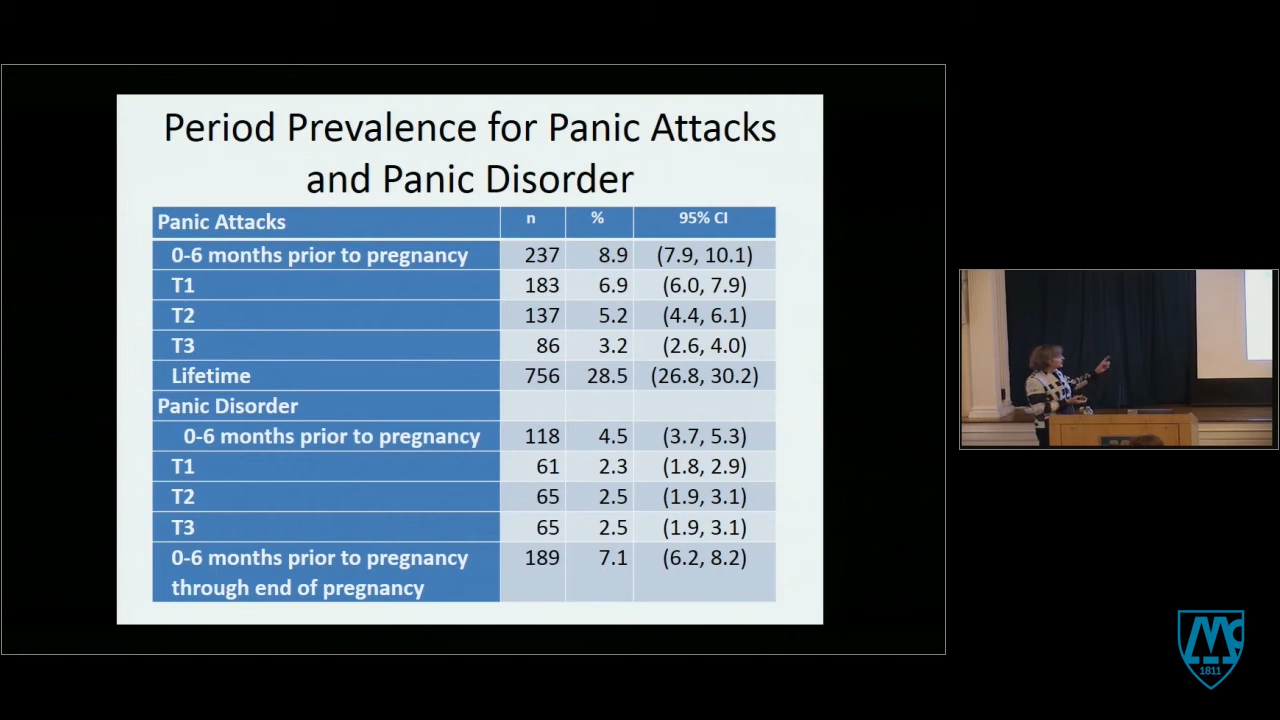 Period Prevalence for Panic Attacks
and Panic Disorder
Panic Attacks n % 95% CI
0-6 months prior to pregnancy 237 8.9 (7.9, 10.1)
T1 183 6.9 (6.0, 7.9)
T2 137 5.2 (4.4, 6.1)
T3 86 3.2 (2.6, 4.0)
Lifetime 756 28.5 (26.8, 30.2)
Panic Disorder
0-6 months prior to pregnancy 118 4.5 (3.7, 5.3)
T1 61 2.3 (1.8, 2.9)
T2 65 2.5 (1.9, 3.1)
T3 65 2.5 (1.9, 3.1)
0-6 months prior to pregnancy 189 7.1 (6.2, 8.2)
through end of pregnancy
1811